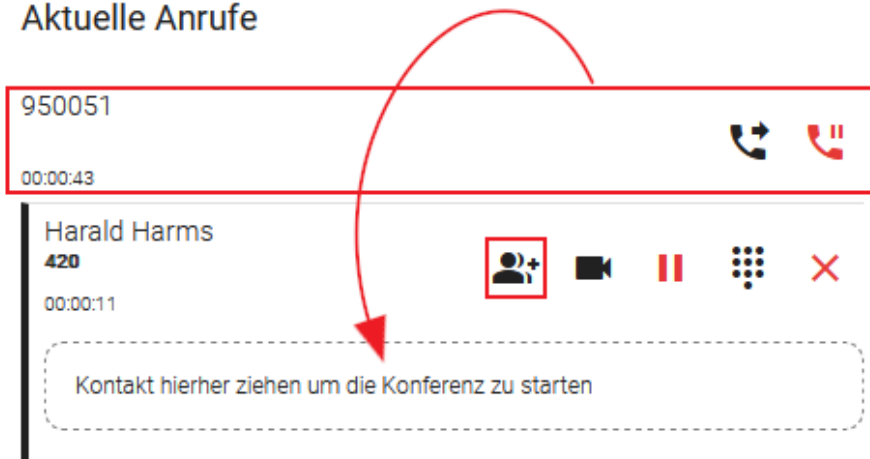 Aktuelle Anrufe
950051
00:00:43
Harald Harms
420
00:00:11
Kontakt hierher ziehen um die Konferenz zu starten